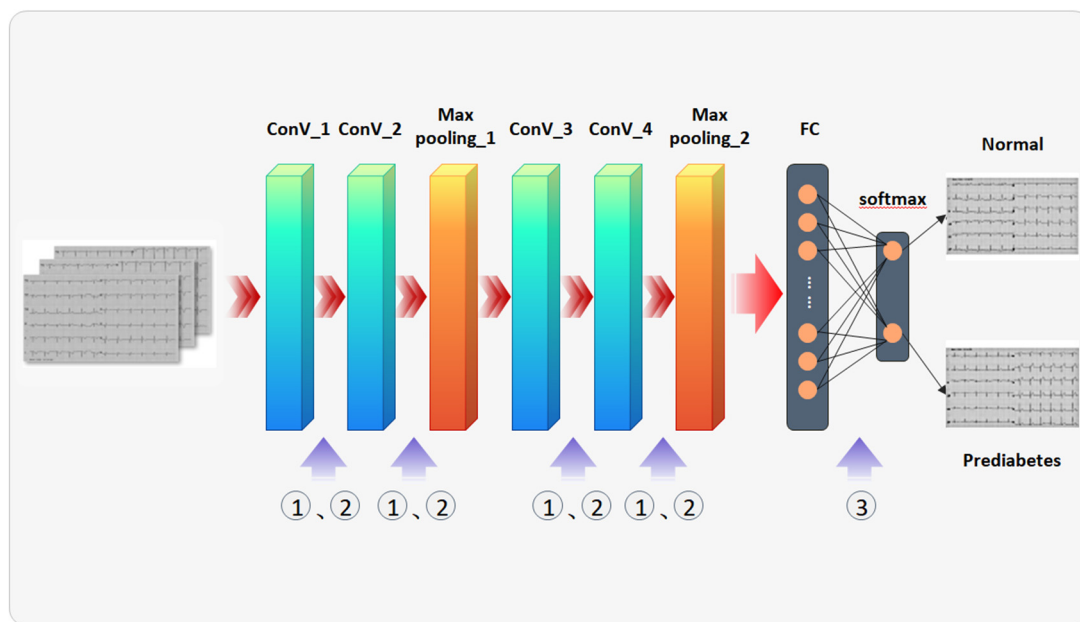 ConV_1
ConV_2
Max
pooling_1
ConV_3
ConV_4
Max
pooling_2
FC
softmax
Normal
Prediabetes
①、②
①、②
①、②
①、②
③